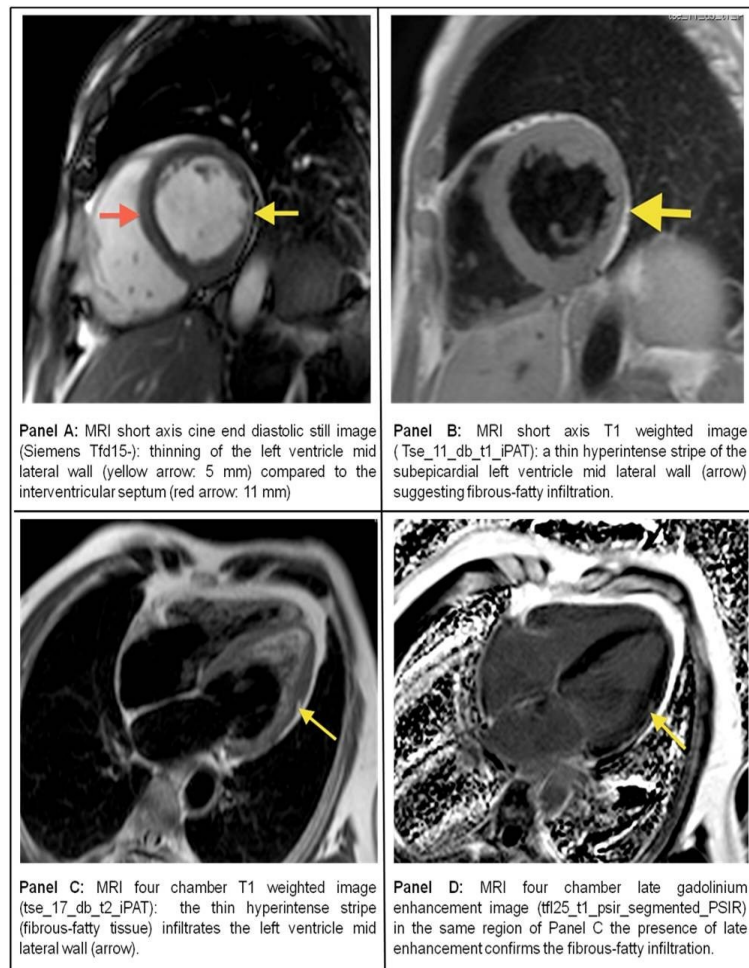 Panel A: MRI short axis cine end diastolic still image
(Siemens Tfd15-): thinning of the left ventricle mid
lateral wall (yellow arrow: 5 mm) compared to the
interventricular septum (red arrow: 11 mm)
Panel B: MRI short axis T1 weighted image
( Tse_11_db_t1_iPAT): a thin hyperintense stripe of the
subepicardial left ventricle mid lateral wall (arrow)
suggesting fibrous-fatty infiltration.
Panel C: MRI four chamber T1 weighted image
(tse_17_db_t2_iPAT): the thin hyperintense stripe
(fibrous-fatty tissue) infiltrates the left ventricle mid
lateral wall (arrow).
Panel D: MRI four chamber late gadolinium
enhancement image (tfl25_t1_psir_segmented_PSIR)
in the same region of Panel C the presence of late
enhancement confirms the fibrous-fatty infiltration.